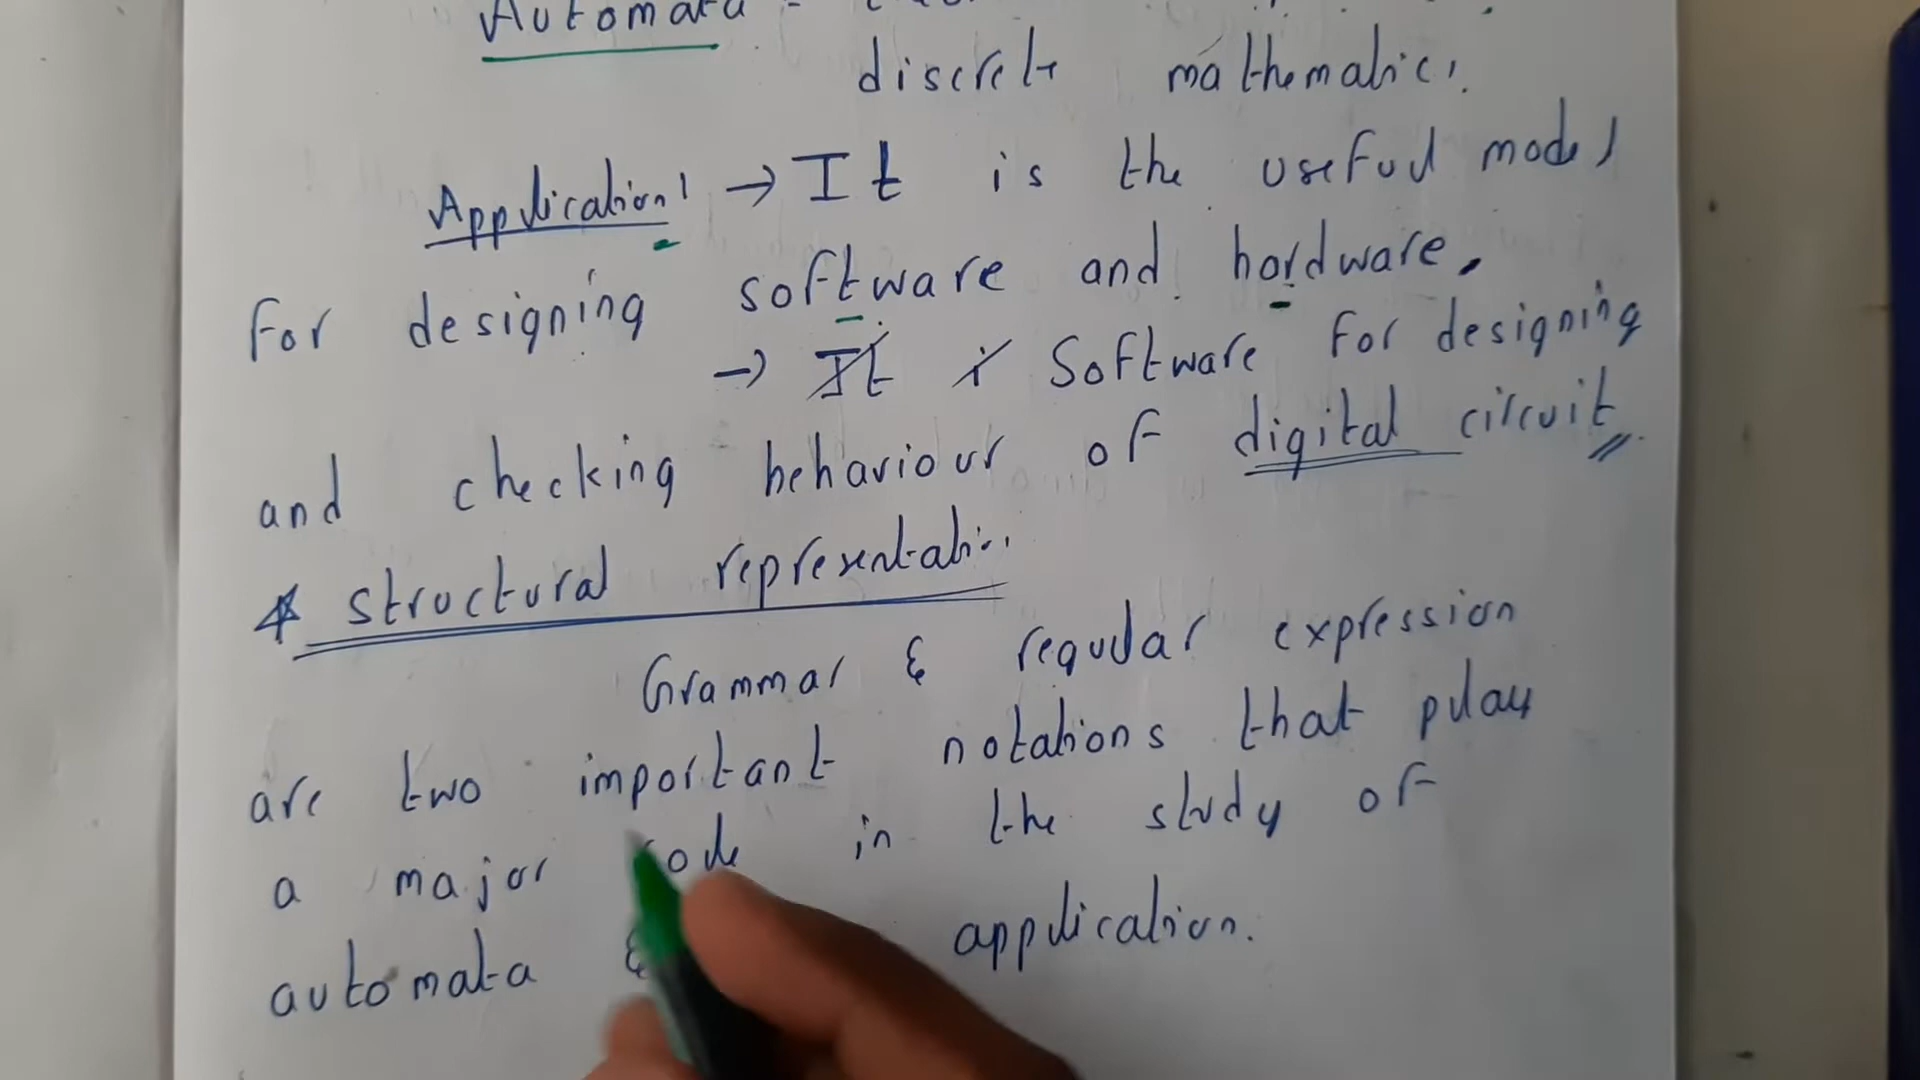 Automata -
discrete mathematics.
Applications → It is the useful model
for designing software and hardware.
→ It is Software for designing
and checking behaviour of digital circuit
* structural representation
Grammar & regular expression
are two important notations that play
a major role in the study of
automata & application.